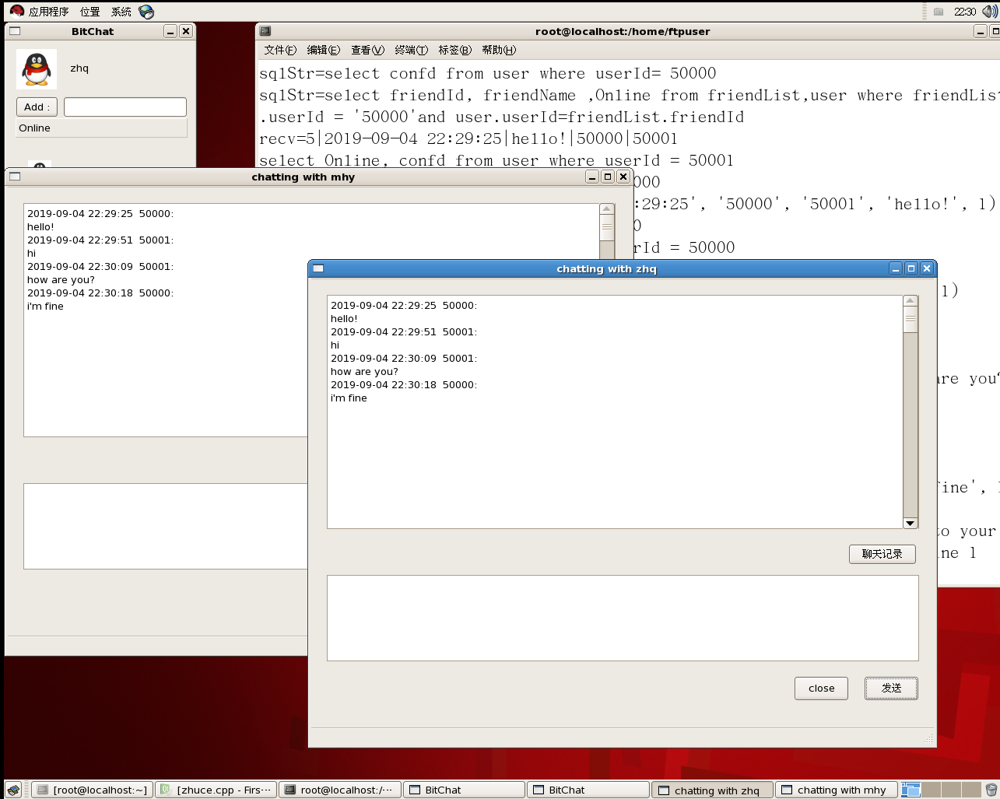 应用程序 位置 系统 22:30
BitChat
zhq
Add :
Online
root@localhost:/home/ftpuser
文件(F) 编辑(E) 查看(V) 终端(T) 标签(B) 帮助(H)
sqlStr=select confd from user where userId= 50000
sqlStr=select friendId, friendName ,Online from friendList,user where friendList
.userId = '50000'and user.userId=friendList.friendId
recv=5|2019-09-04 22:29:25|hello!|50000|50001
select Online, confd from user where userId = 50001
000
:29:25', '50000', '50001', 'hello!', 1)
0
rId = 50000
1)
are you
fine',
to your
ine 1
chatting with mhy
2019-09-04 22:29:25 50000:
hello!
2019-09-04 22:29:51 50001:
hi
2019-09-04 22:30:09 50001:
how are you?
2019-09-04 22:30:18 50000:
i'm fine
chatting with zhq
2019-09-04 22:29:25 50000:
hello!
2019-09-04 22:29:51 50001:
hi
2019-09-04 22:30:09 50001:
how are you?
2019-09-04 22:30:18 50000:
i'm fine
聊天记录
close 发送
[root@localhost:~] [zhuce.cpp - Firs··· root@localhost:/··· BitChat BitChat chatting with zhq chatting with mhy